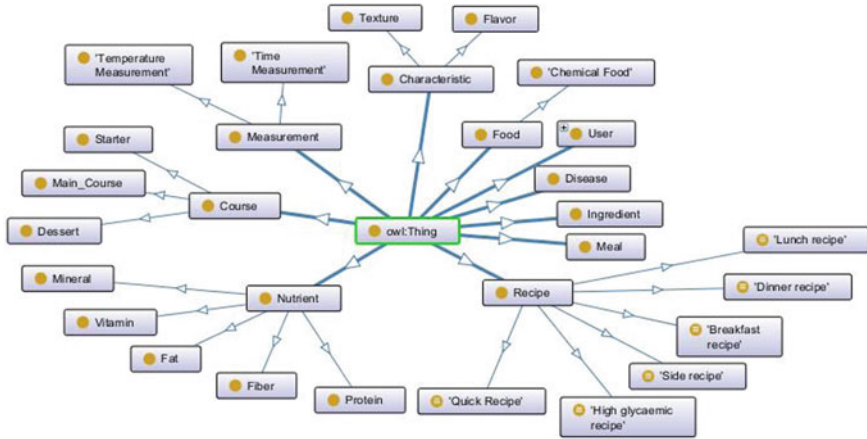 Texture
Flavor
'Temperature
Measurement'
'Time
Measurement'
Characteristic
'Chemical Food'
Measurement
Food
User
Starter
Main_Course
Course
Disease
Ingredient
Dessert
owl:Thing
Meal
'Lunch recipe'
Mineral
Nutrient
Recipe
'Dinner recipe'
Vitamin
'Breakfast
recipe'
Fat
'Side recipe'
Fiber
Protein
'Quick Recipe'
'High glycaemic
recipe'